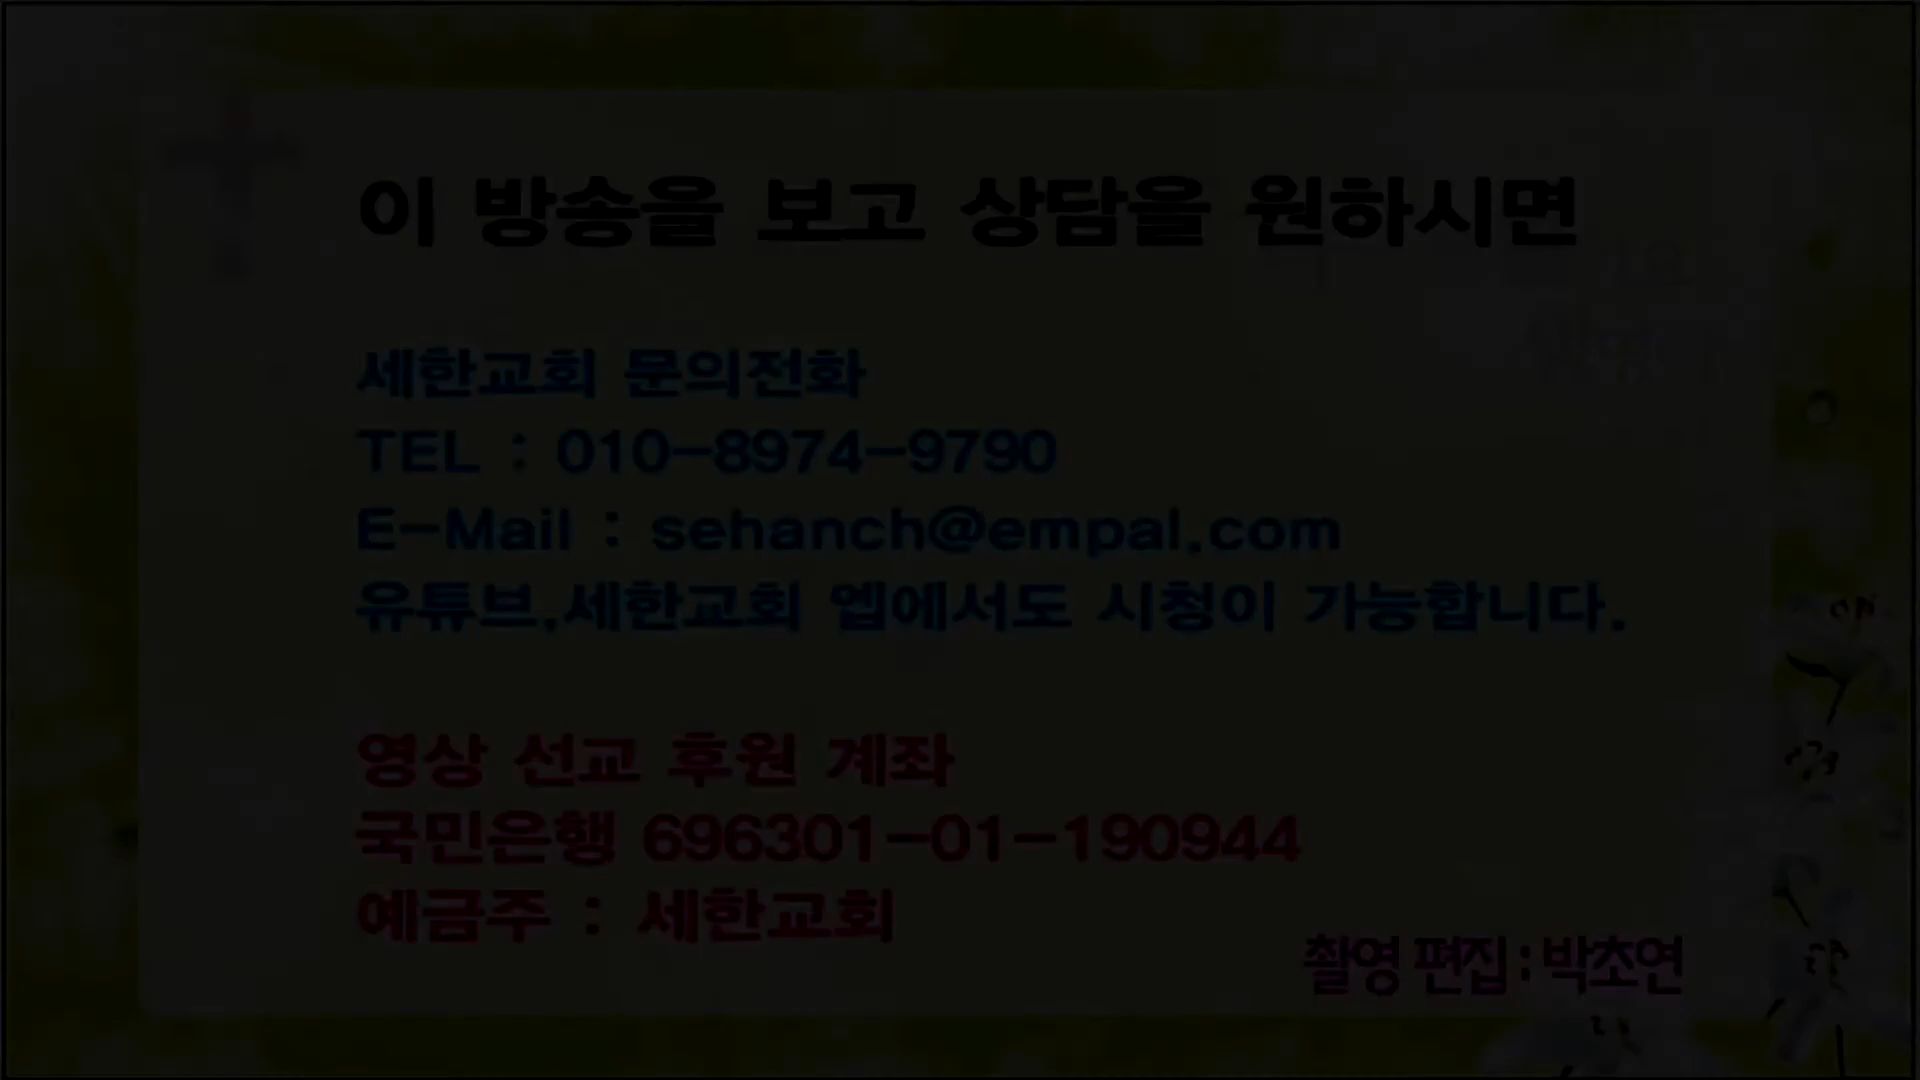 이 방송을 보고 상담을 원하시면
세한교회 문의전화
TEL : 010-8974-9790
E-Mail : sehanch@empal.com
유튜브,세한교회 엡에서도 시청이 가능합니다.
영상 선교 후원 계좌
국민은행 696301-01-190944
예금주 : 세한교회
촬영 편집 : 박초연